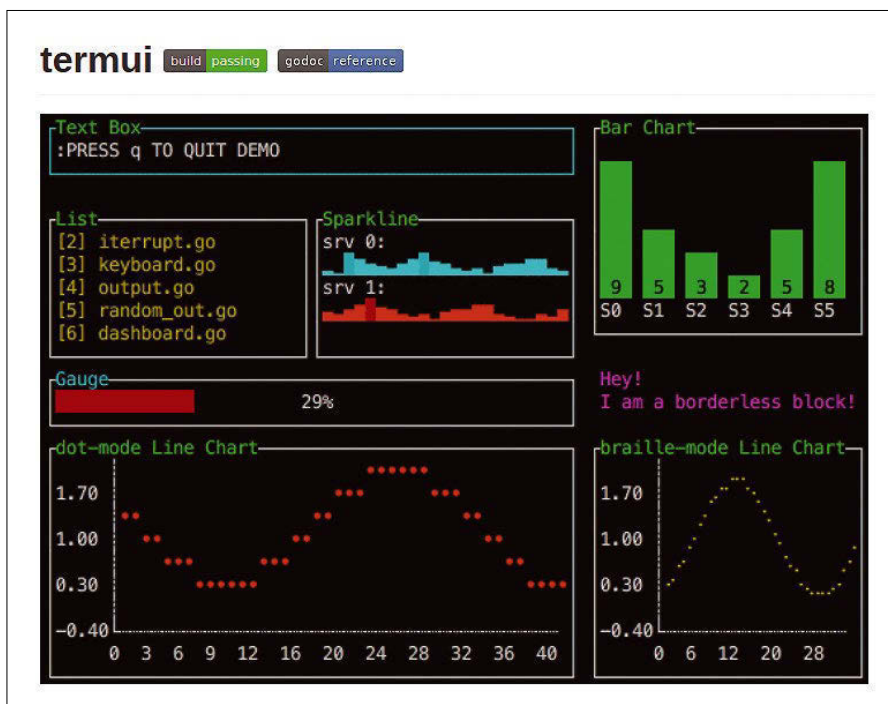 termui build passing godoc reference
Text Box
:PRESS q TO QUIT DEMO
Bar Chart
9 5 3 2 5 8
S0 S1 S2 S3 S4 S5
List
[2] iterrupt.go
[3] keyboard.go
[4] output.go
[5] random_out.go
[6] dashboard.go
Sparkline
srv 0:
srv 1:
Gauge
29%
Hey!
I am a borderless block!
dot-mode Line Chart
1.70
1.00
0.30
-0.40
0 3 6 9 12 16 20 24 28 32 36 40
braille-mode Line Chart
1.70
1.00
0.30
-0.40
0 6 12 20 28